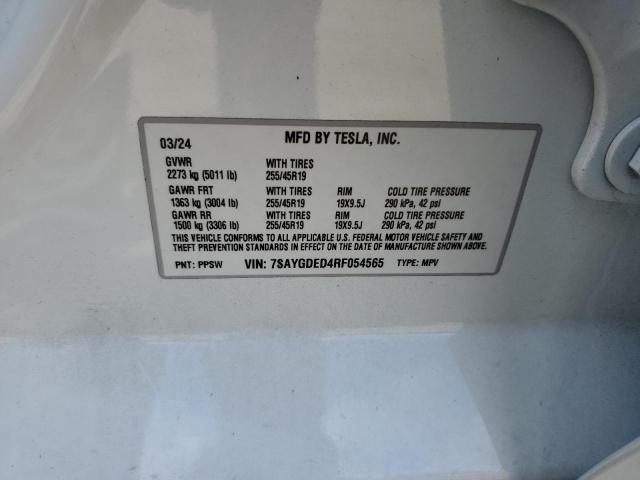 03/24 MFD BY TESLA, INC.
GVWR WITH TIRES
2273 kg (5011 lb) 255/45R19
GAWR FRT WITH TIRES RIM COLD TIRE PRESSURE
1363 kg (3004 lb) 255/45R19 19X9.5J 290 kPa, 42 psi
GAWR RR WITH TIRES RIM COLD TIRE PRESSURE
1500 kg (3306 lb) 255/45R19 19X9.5J 290 kPa, 42 psi
THIS VEHICLE CONFORMS TO ALL APPLICABLE U.S. FEDERAL MOTOR VEHICLE SAFETY AND
THEFT PREVENTION STANDARDS IN EFFECT ON THE DATE OF MANUFACTURE SHOWN ABOVE.
PNT: PPSW VIN: 7SAYGDED4RF054565 TYPE: MPV